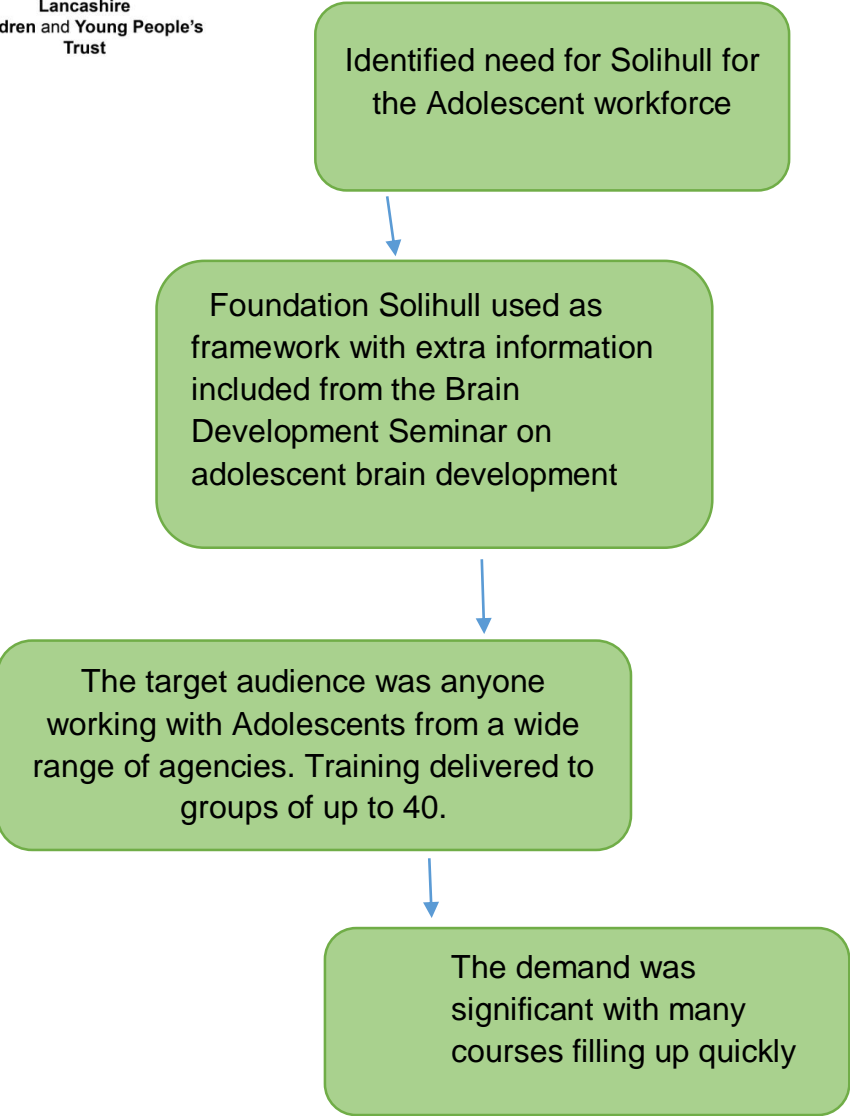 Lancashire
dren and Young People's
Trust
Identified need for Solihull for
the Adolescent workforce
Foundation Solihull used as
framework with extra information
included from the Brain
Development Seminar on
adolescent brain development
The target audience was anyone
working with Adolescents from a wide
range of agencies. Training delivered to
groups of up to 40.
The demand was
significant with many
courses filling up quickly